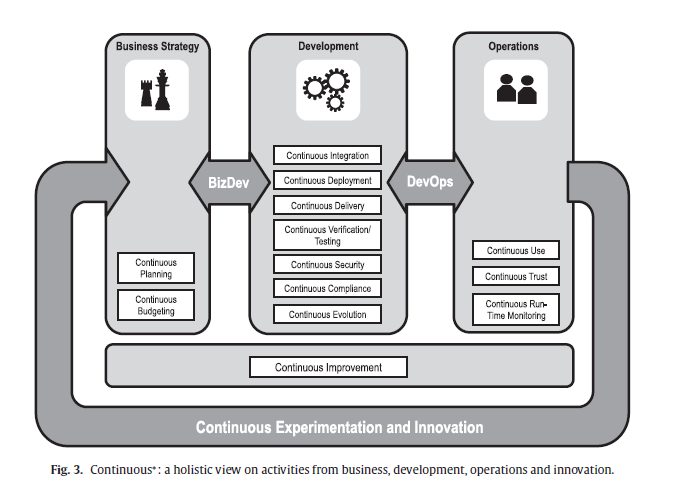 Business Strategy
Development
Operations
BizDev
DevOps
Continuous
Planning
Continuous
Budgeting
Continuous Integration
Continuous Deployment
Continuous Delivery
Continuous Verification/
Testing
Continuous Security
Continuous Compliance
Continuous Evolution
Continuous Use
Continuous Trust
Continuous Run-
Time Monitoring
Continuous Improvement
Continuous Experimentation and Innovation
Fig. 3. Continuous*: a holistic view on activities from business, development, operations and innovation.